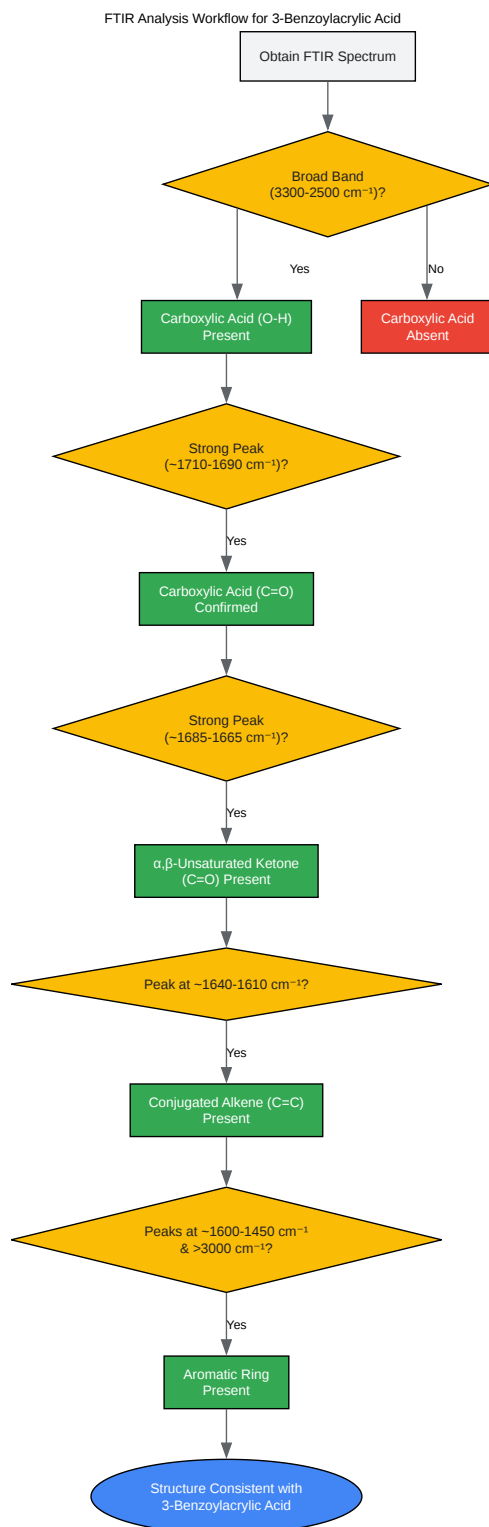 FTIR Analysis Workflow for 3-Benzoylacrylic Acid
Obtain FTIR Spectrum
Broad Band
(3300-2500 cm⁻¹)?
Yes
No
Carboxylic Acid (O-H)
Present
Carboxylic Acid
Absent
Strong Peak
(~1710-1690 cm⁻¹)?
Yes
Carboxylic Acid (C=O)
Confirmed
Strong Peak
(~1685-1665 cm⁻¹)?
Yes
α,β-Unsaturated Ketone
(C=O) Present
Peak at ~1640-1610 cm⁻¹?
Yes
Conjugated Alkene (C=C)
Present
Peaks at ~1600-1450 cm⁻¹
& >3000 cm⁻¹?
Yes
Aromatic Ring
Present
Structure Consistent with
3-Benzoylacrylic Acid